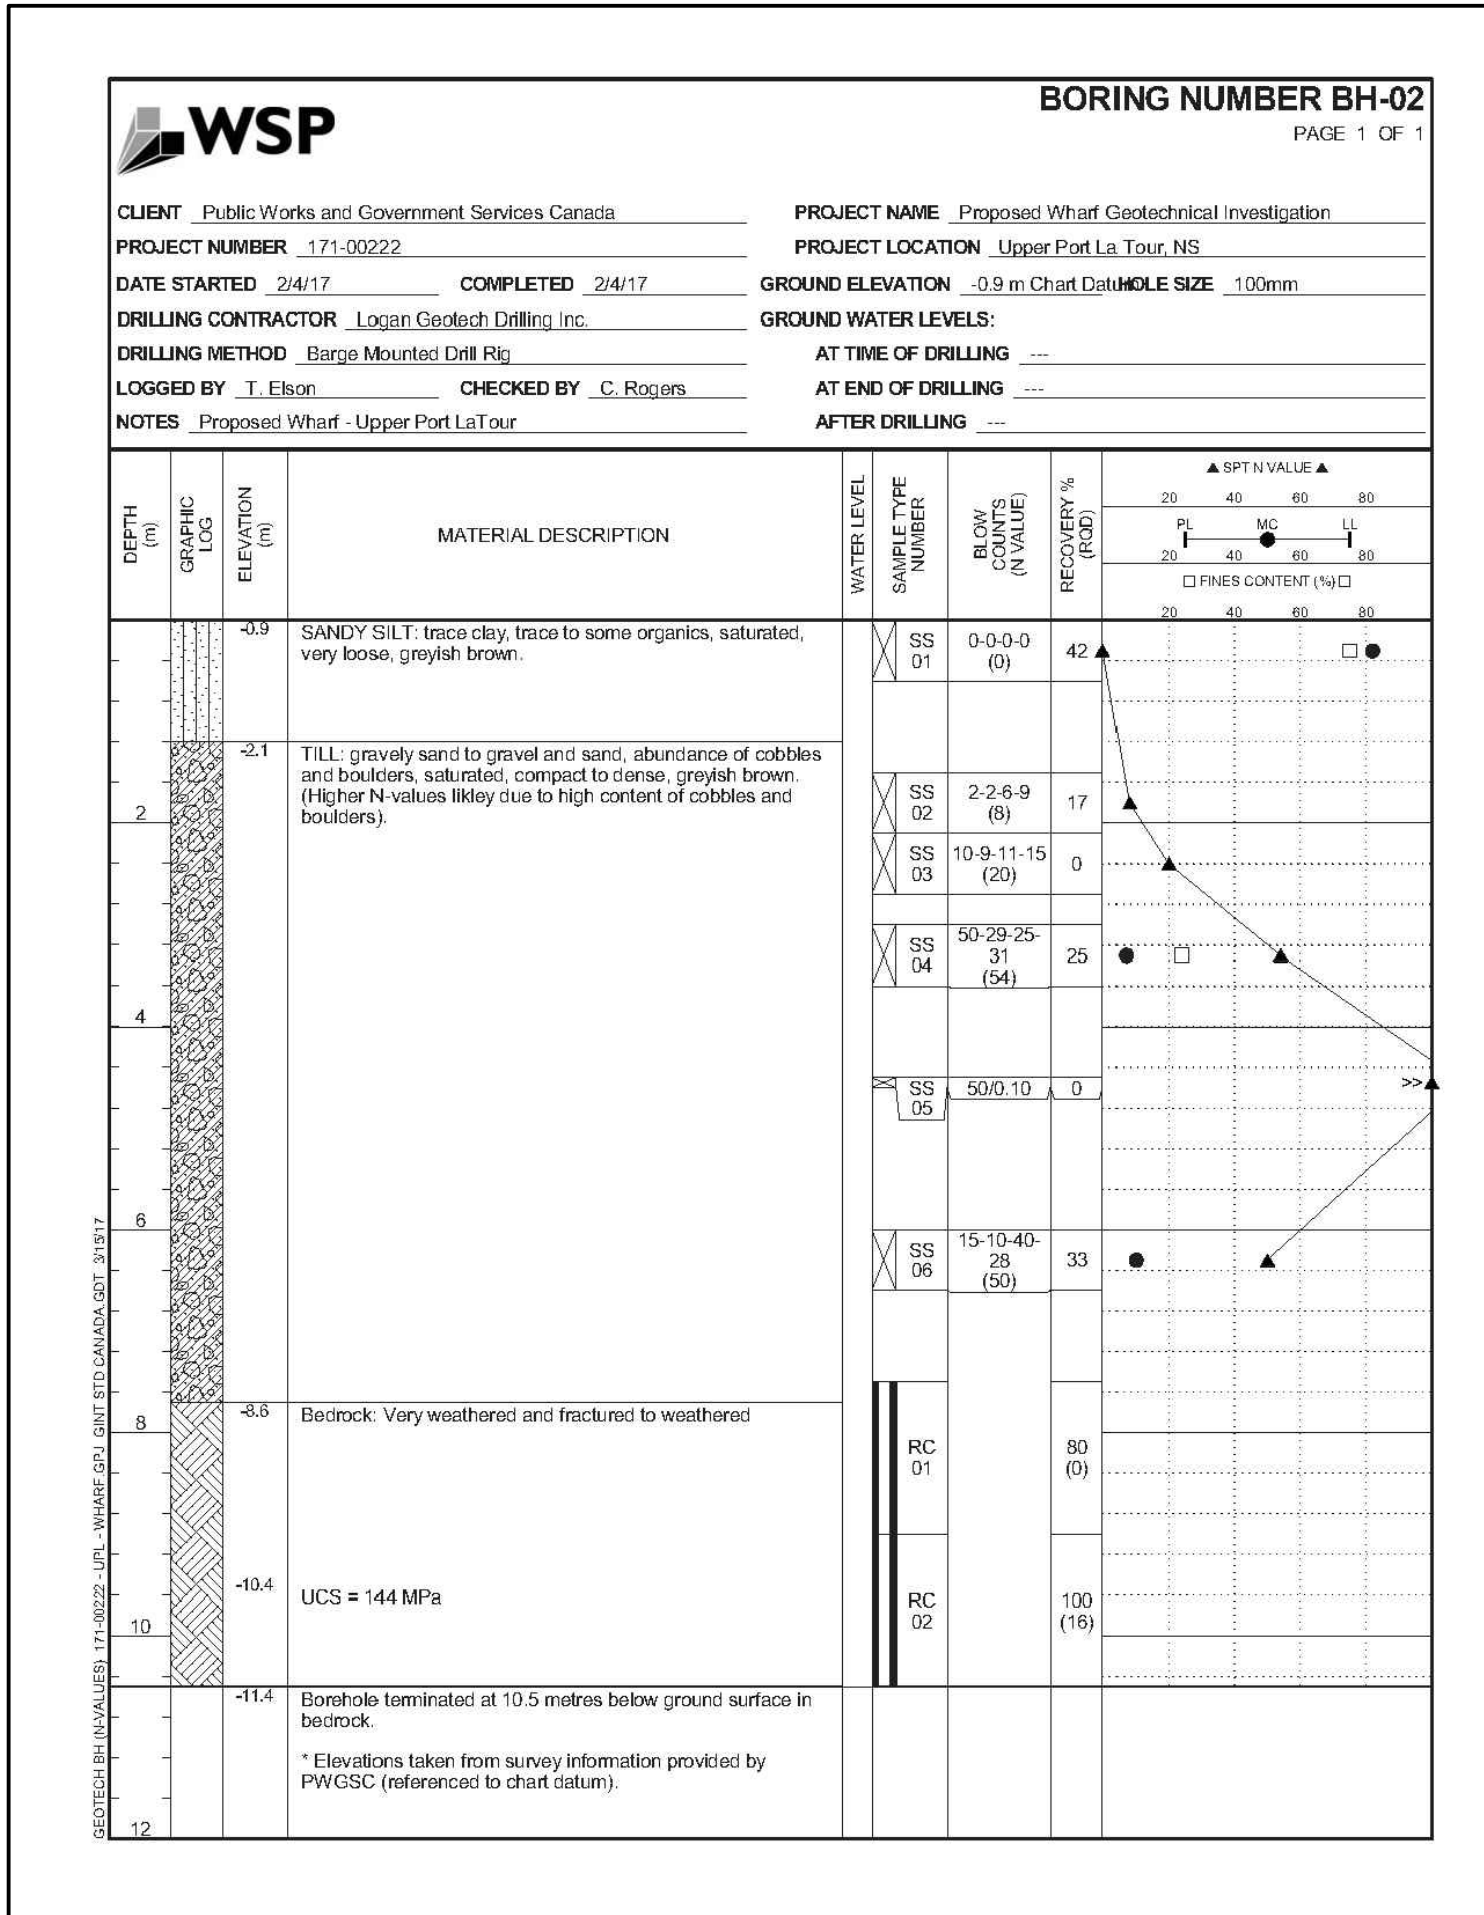 WSP
BORING NUMBER BH-02
PAGE 1 OF 1
CLIENT Public Works and Government Services Canada
PROJECT NAME Proposed Wharf Geotechnical Investigation
PROJECT NUMBER 171-00222
PROJECT LOCATION Upper Port La Tour, NS
DATE STARTED 2/4/17 COMPLETED 2/4/17
GROUND ELEVATION -0.9 m Chart Datum HOLE SIZE 100mm
DRILLING CONTRACTOR Logan Geotech Drilling Inc.
GROUND WATER LEVELS:
DRILLING METHOD Barge Mounted Drill Rig
AT TIME OF DRILLING ---
LOGGED BY T. Elson CHECKED BY C. Rogers
AT END OF DRILLING ---
NOTES Proposed Wharf - Upper Port LaTour
AFTER DRILLING ---
DEPTH
(m)
GRAPHIC
LOG
ELEVATION
(m)
MATERIAL DESCRIPTION
WATER LEVEL
SAMPLE TYPE
NUMBER
BLOW
COUNTS
(N VALUE)
RECOVERY %
(RQD)
▲ SPT N VALUE ▲
20 40 60 80
PL MC LL
20 40 60 80
□ FINES CONTENT (%) □
20 40 60 80
-0.9
SANDY SILT: trace clay, trace to some organics, saturated,
very loose, greyish brown.
SS
01
0-0-0-0
(0)
42
-2.1
TILL: gravely sand to gravel and sand, abundance of cobbles
and boulders, saturated, compact to dense, greyish brown.
(Higher N-values likley due to high content of cobbles and
boulders).
2
SS
02
2-2-6-9
(8)
17
SS
03
10-9-11-15
(20)
0
SS
04
50-29-25-
31
(54)
25
4
SS
05
50/0.10
0
>>
6
SS
06
15-10-40-
28
(50)
33
-8.6
Bedrock: Very weathered and fractured to weathered
8
RC
01
80
(0)
-10.4
UCS = 144 MPa
RC
02
100
(16)
10
-11.4
Borehole terminated at 10.5 metres below ground surface in
bedrock.
* Elevations taken from survey information provided by
PWGSC (referenced to chart datum).
12
GEOTECH BH (N-VALUES) 171-00222 - UPL - WHARF.GPJ GINT STD CANADA.GDT 3/15/17